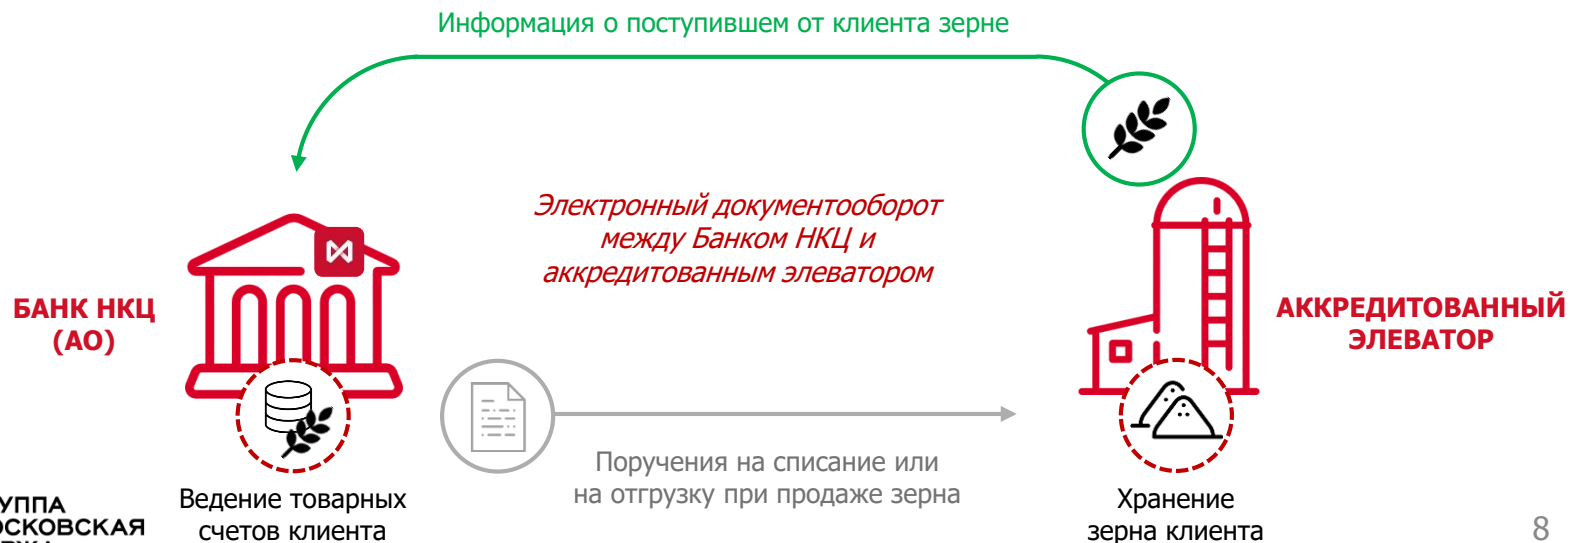 Информация о поступившем от клиента зерне
Электронный документооборот
между Банком НКЦ и
аккредитованным элеватором
БАНК НКЦ
(АО)
АККРЕДИТОВАННЫЙ
ЭЛЕВАТОР
Поручения на списание или
на отгрузку при продаже зерна
Ведение товарных
счетов клиента
Хранение
зерна клиента
8